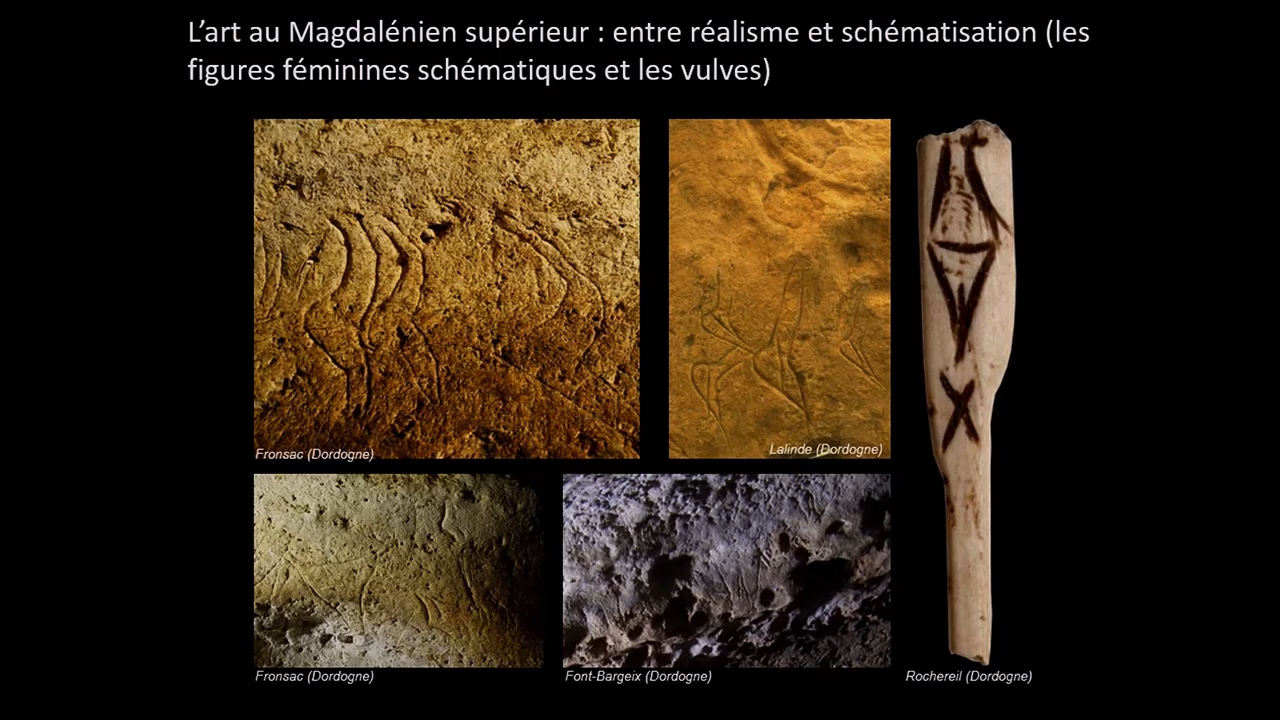 L’art au Magdalénien supérieur : entre réalisme et schématisation (les
figures féminines schématiques et les vulves)
Fronsac (Dordogne)
Lalinde (Dordogne)
Fronsac (Dordogne)
Font-Bargeix (Dordogne)
Rochereil (Dordogne)